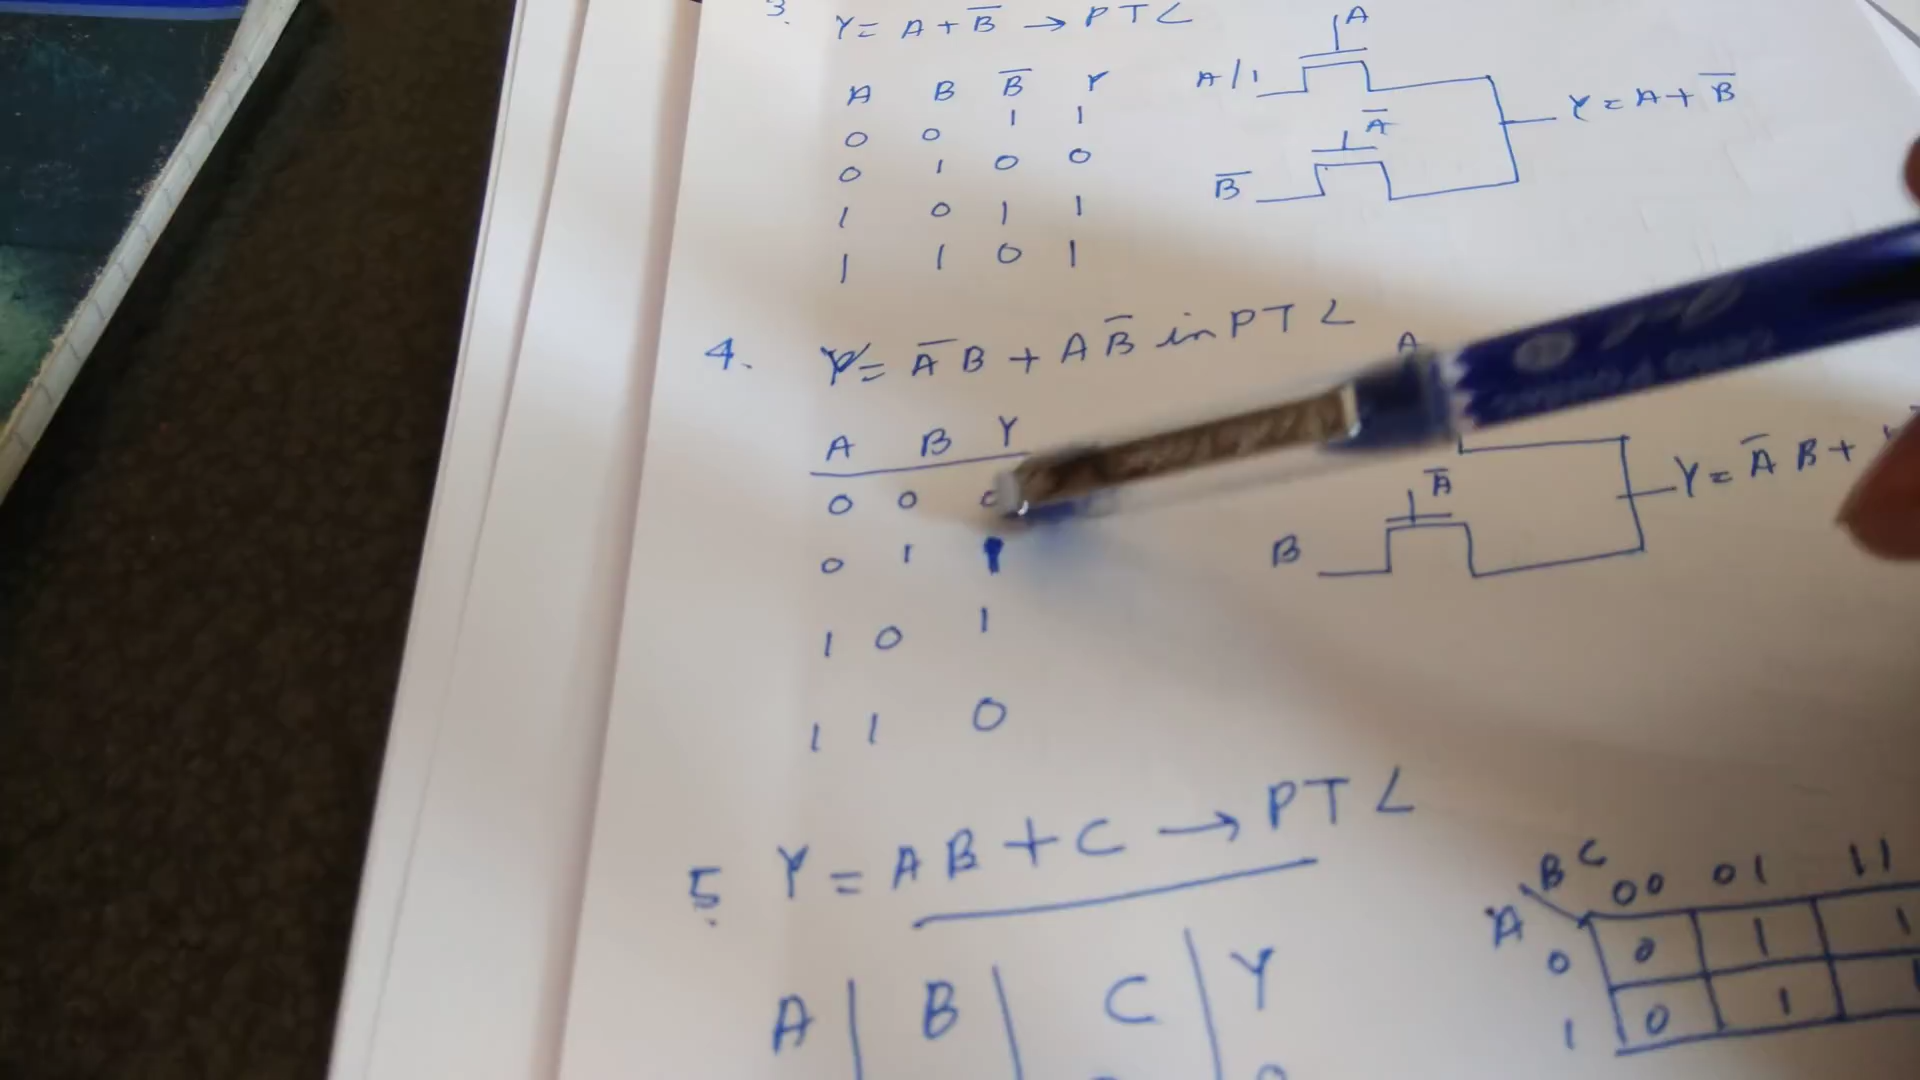 3. Y = A + B̅ → PTL
A B B̅ Y
0 0 1 1
0 1 0 0
1 0 1 1
1 1 0 1
A
A/1
A̅
B̅
Y = A + B̅
4. Y = A̅B + AB̅ in PTL
A B Y
0 0 0
0 1 1
1 0 1
1 1 0
A
A̅
B
Y = A̅B +
5. Y = AB + C → PTL
A B C Y
BC
A
00 01 11
0 0 1 1
1 0 1